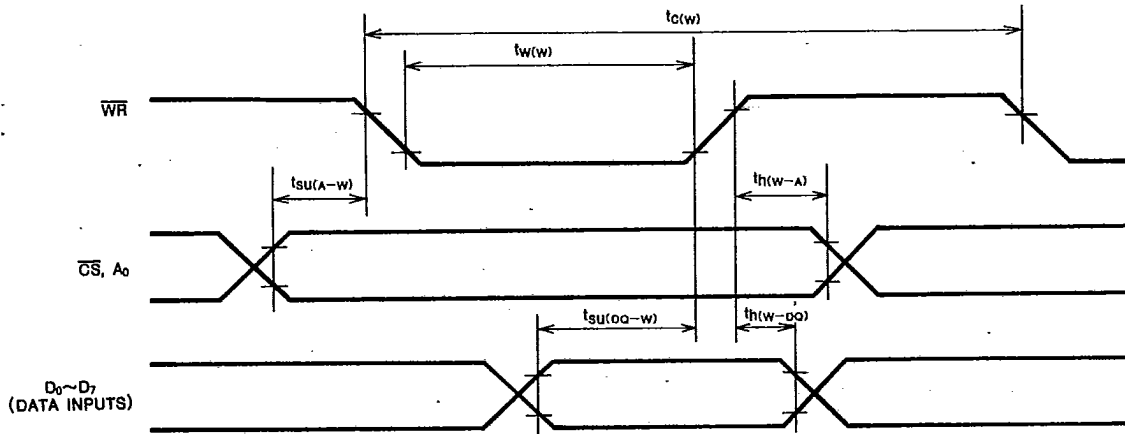 tC(W)
tW(W)
WR
tSU(A-W)
th(W-A)
CS, A0
tSU(DQ-W)
th(W-DQ)
D0~D7
(DATA INPUTS)